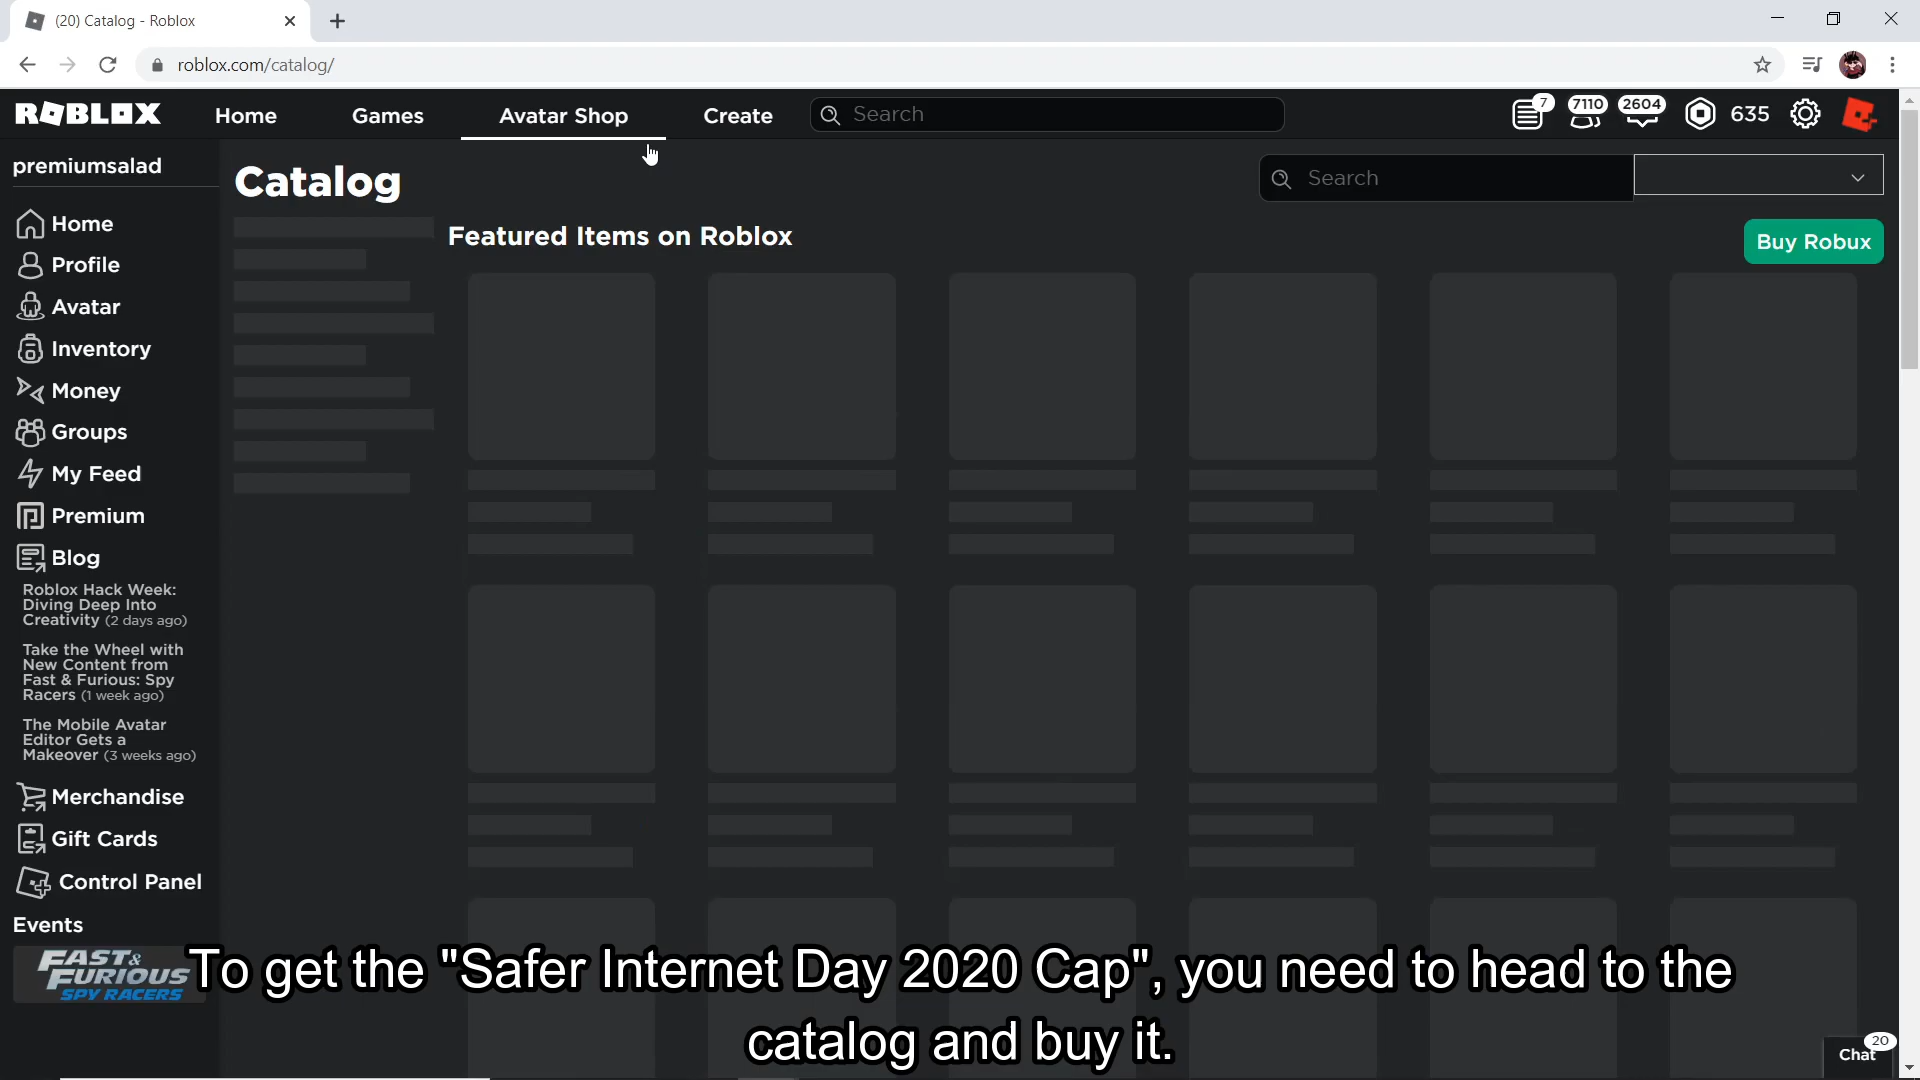 (20) Catalog - Roblox
roblox.com/catalog/
ROBLOX
Home
Games
Avatar Shop
Create
Search
7
7110
2604
635
premiumsalad
Catalog
Search
Featured Items on Roblox
Buy Robux
Home
Profile
Avatar
Inventory
Money
Groups
My Feed
Premium
Blog
Roblox Hack Week:
Diving Deep Into
Creativity (2 days ago)
Take the Wheel with
New Content from
Fast & Furious: Spy
Racers (1 week ago)
The Mobile Avatar
Editor Gets a
Makeover (3 weeks ago)
Merchandise
Gift Cards
Control Panel
Events
FAST &
FURIOUS
SPY RACERS
To get the "Safer Internet Day 2020 Cap", you need to head to the
catalog and buy it.
Chat
20